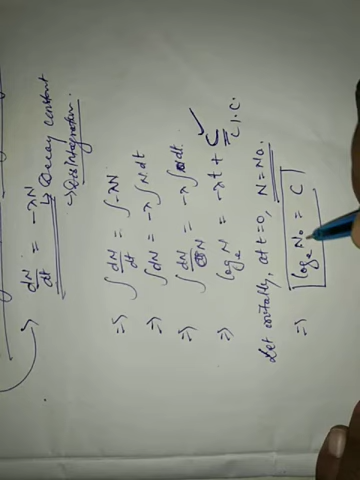 → dN/dt = -λN
↳ Decay constant
→ Disintegration.
⇒ ∫ dN/dt = ∫ -λN
⇒ ∫ dN = -λ ∫ N dt
⇒ ∫ dN/N = -λ ∫ dt.
⇒ logₑ N = -λt + C
C I.C.
Let initially, at t=0, N=N₀.
⇒ logₑ N₀ = C